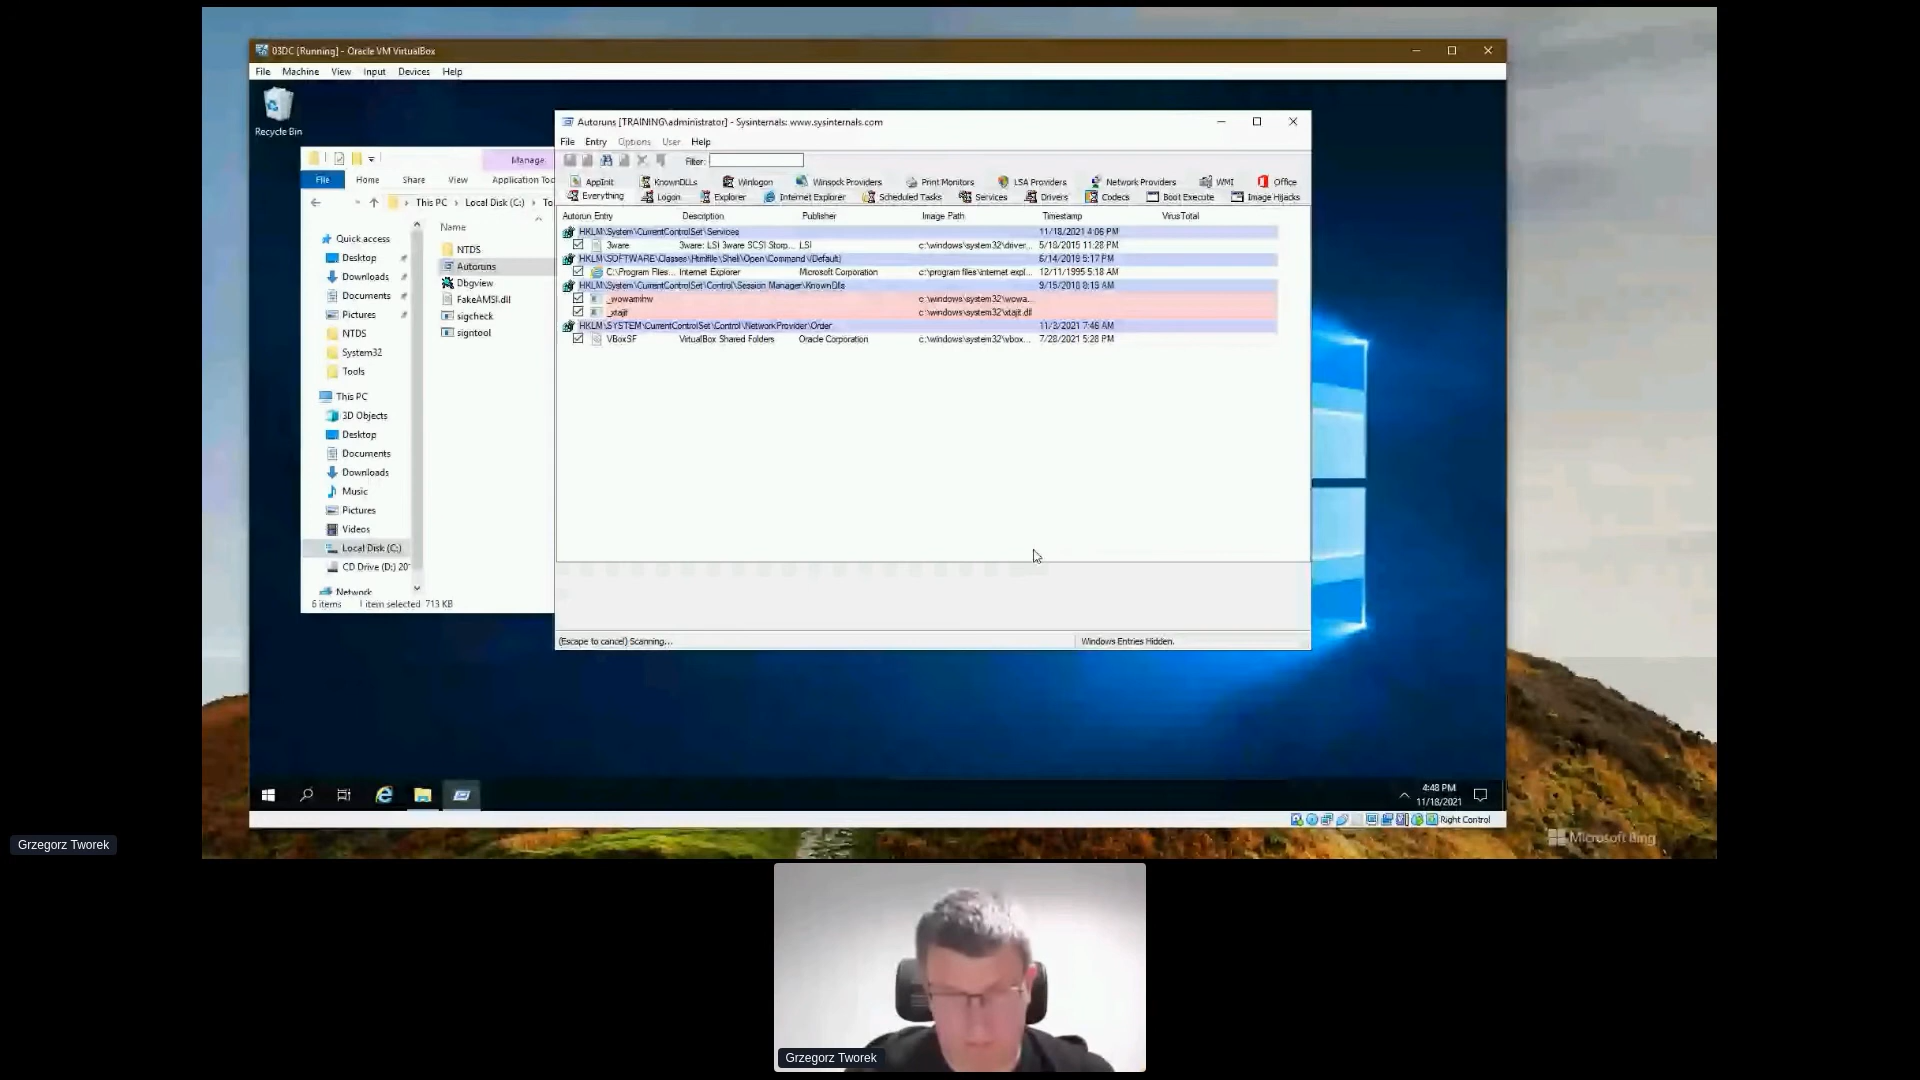 03DC [Running] - Oracle VM VirtualBox
File Machine View Input Devices Help
Recycle Bin
Autoruns [TRAINING\administrator] - Sysinternals: www.sysinternals.com
File Entry Options User Help
Filter:
AppInit KnownDLLs Winlogon Winsock Providers Print Monitors LSA Providers Network Providers WMI Office
Everything Logon Explorer Internet Explorer Scheduled Tasks Services Drivers Codecs Boot Execute Image Hijacks
Autorun Entry Description Publisher Image Path Timestamp VirusTotal
HKLM\System\CurrentControlSet\Services 11/18/2021 4:06 PM
3ware 3ware: LSI 3ware SCSI Storp... LSI c:\windows\system32\driver... 5/18/2015 11:28 PM
HKLM\SOFTWARE\Classes\Htmlfile\Shell\Open\Command\(Default) 6/14/2018 5:17 PM
C:\Program Files... Internet Explorer Microsoft Corporation c:\program files\internet expl... 12/11/1995 5:18 AM
HKLM\System\CurrentControlSet\Control\Session Manager\KnownDlls 9/15/2018 8:19 AM
_wowarmhw c:\windows\system32\wowa...
_xtajit c:\windows\system32\xtajit.dll
HKLM\SYSTEM\CurrentControlSet\Control\NetworkProvider\Order 11/3/2021 7:46 AM
VBoxSF VirtualBox Shared Folders Oracle Corporation c:\windows\system32\vbox... 7/28/2021 5:28 PM
(Escape to cancel) Scanning... Windows Entries Hidden.
Manage
File Home Share View Application Too
This PC Local Disk (C:) To
Name
NTDS
Autoruns
Dbgview
FakeAMSI.dll
sigcheck
signtool
Quick access
Desktop
Downloads
Documents
Pictures
NTDS
System32
Tools
This PC
3D Objects
Desktop
Documents
Downloads
Music
Pictures
Videos
Local Disk (C:)
CD Drive (D:) 20
Network
6 items 1 item selected 713 KB
4:48 PM
11/18/2021
Right Control
Microsoft Bing
Grzegorz Tworek
Grzegorz Tworek